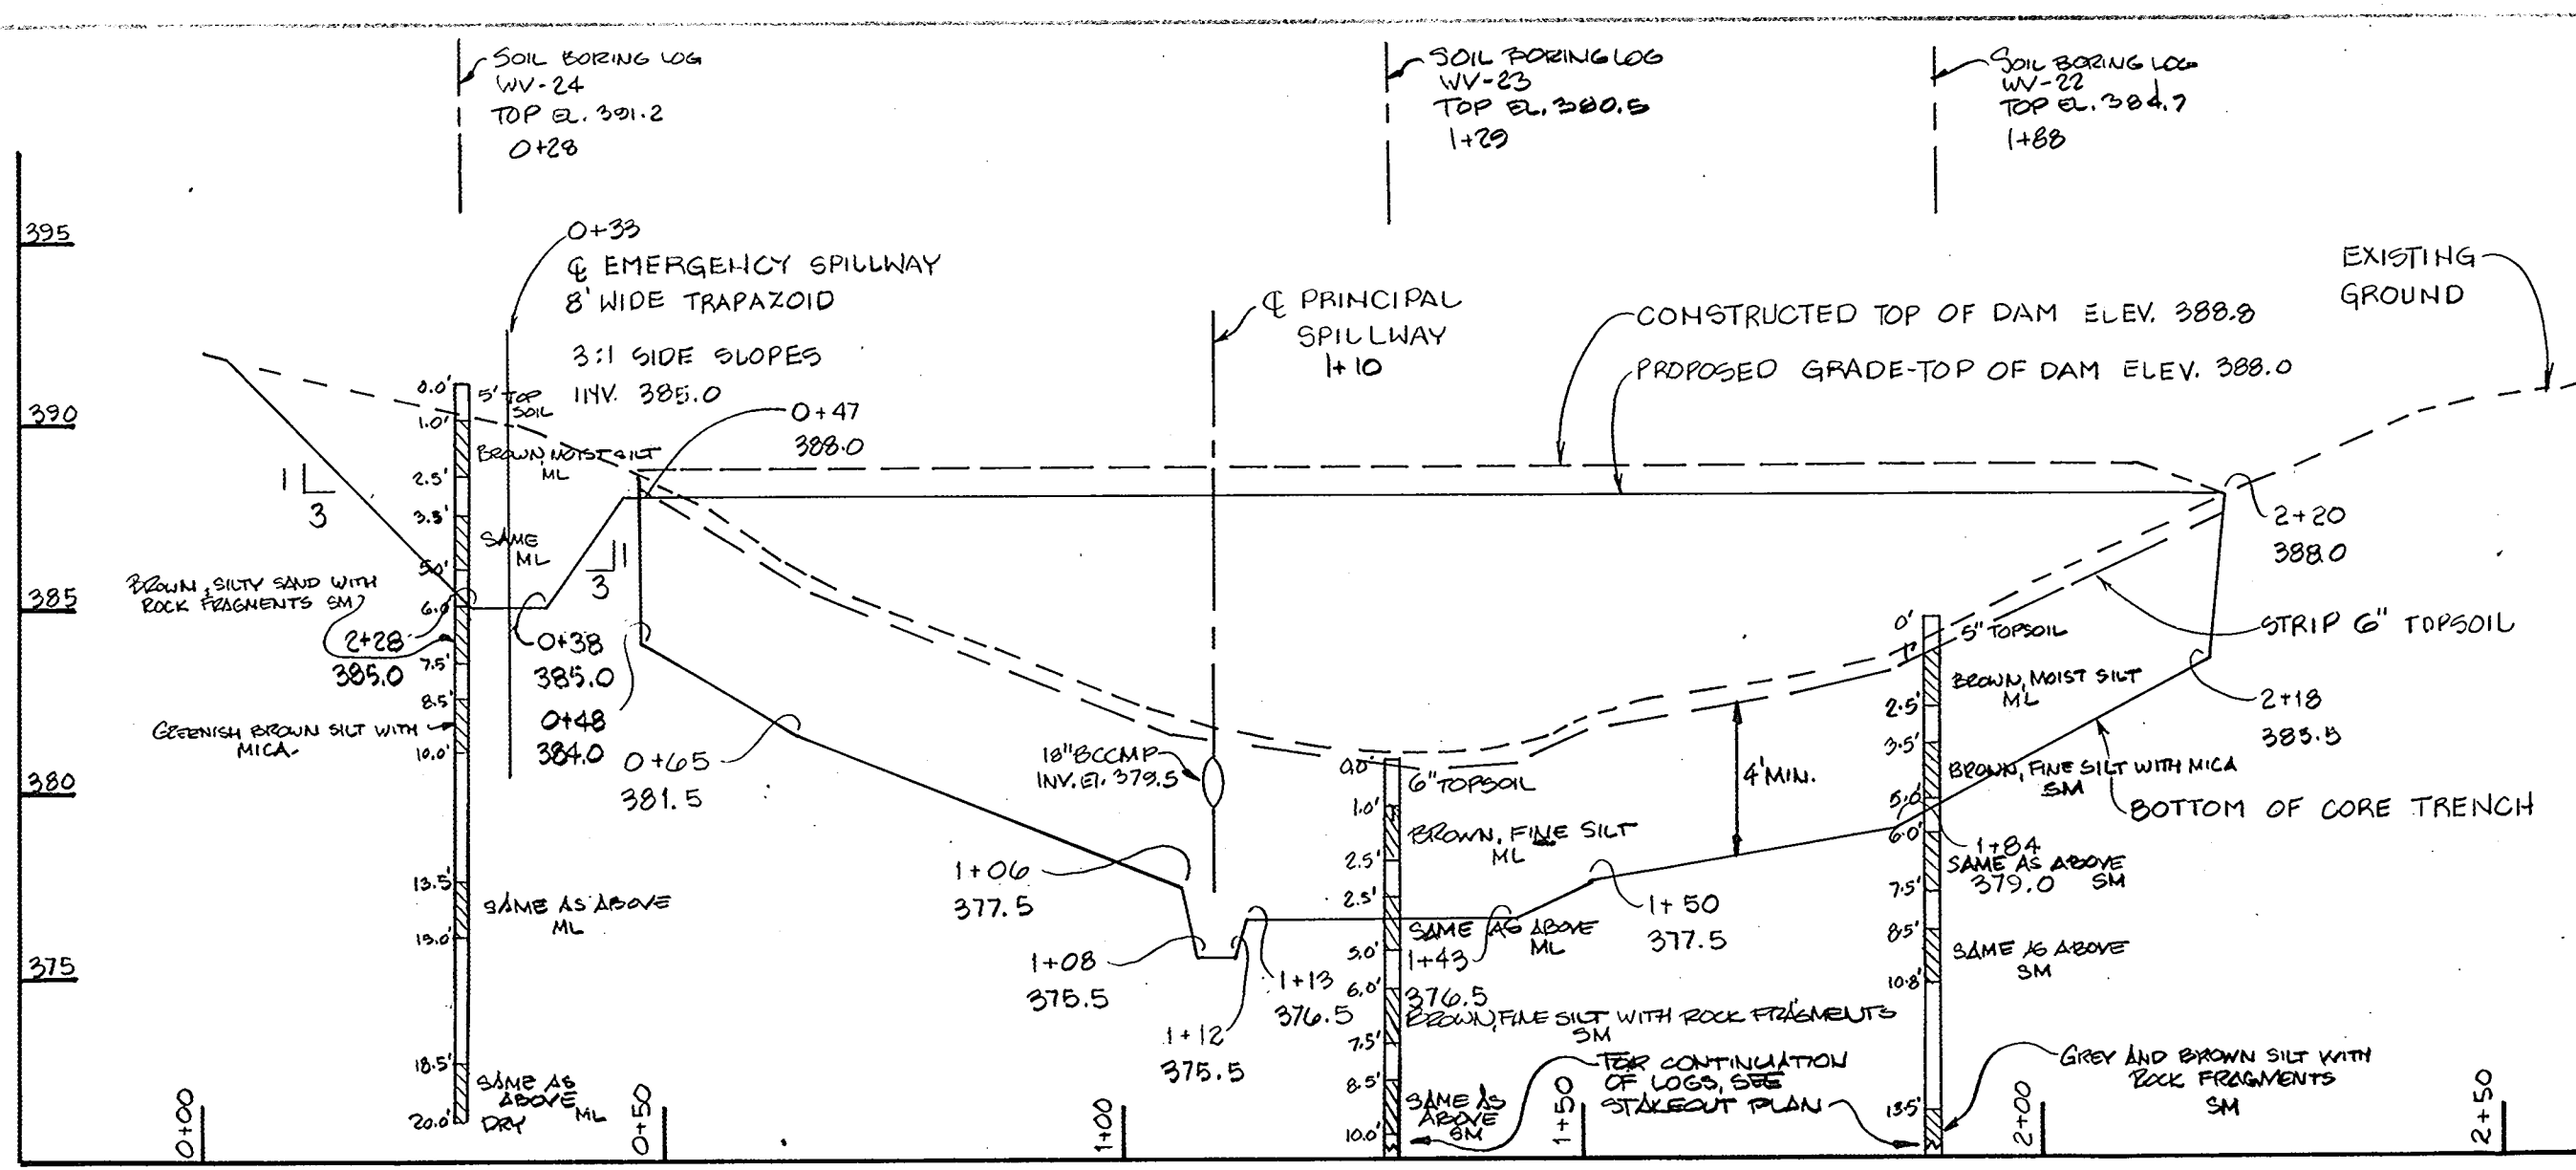 SOIL BORING LOG
WV-24
TOP EL. 391.2
0+28
SOIL BORING LOG
WV-23
TOP EL. 380.5
1+29
SOIL BORING LOG
WV-22
TOP EL. 384.7
1+88
395
390
385
380
375
0+33
℄ EMERGENCY SPILLWAY
8' WIDE TRAPAZOID
3:1 SIDE SLOPES
INV. 385.0
0+47
388.0
℄ PRINCIPAL
SPILLWAY
1+10
CONSTRUCTED TOP OF DAM ELEV. 388.8
PROPOSED GRADE-TOP OF DAM ELEV. 388.0
EXISTING
GROUND
1
3
1
3
0.0'
1.0'
2.5'
3.5'
5.0'
6.0'
7.5'
8.5'
10.0'
13.5'
15.0'
18.5'
20.0'
5' TOP
SOIL
BROWN, MOIST SILT
ML
SAME
ML
BROWN, SILTY SAND WITH
ROCK FRAGMENTS SM
2+28
385.0
GREENISH BROWN SILT WITH
MICA
SAME AS ABOVE
ML
SAME AS
ABOVE
ML
DRY
0+38
385.0
0+48
384.0
0+65
381.5
18" BCCMP
INV. El. 379.5
1+06
377.5
1+08
375.5
1+12
375.5
1+13
376.5
0.0'
1.0'
2.5'
2.5'
5.0'
6.0'
7.5'
8.5'
10.0'
6" TOPSOIL
BROWN, FINE SILT
ML
SAME AS ABOVE
ML
1+43
376.5
BROWN, FINE SILT WITH ROCK FRAGMENTS
SM
SAME AS
ABOVE
SM
FOR CONTINUATION
OF LOGS, SEE
STAKEOUT PLAN
1+50
377.5
4' MIN.
0'
1'
2.5'
3.5'
5.0'
6.0'
7.5'
8.5'
10.8'
13.5'
5" TOPSOIL
BROWN, MOIST SILT
ML
BROWN, FINE SILT WITH MICA
SM
1+84
379.0
SAME AS ABOVE
SM
SAME AS ABOVE
SM
GREY AND BROWN SILT WITH
ROCK FRAGMENTS
SM
2+20
388.0
STRIP 6" TOPSOIL
2+18
383.5
BOTTOM OF CORE TRENCH
0+00
0+50
1+00
1+50
2+00
2+50